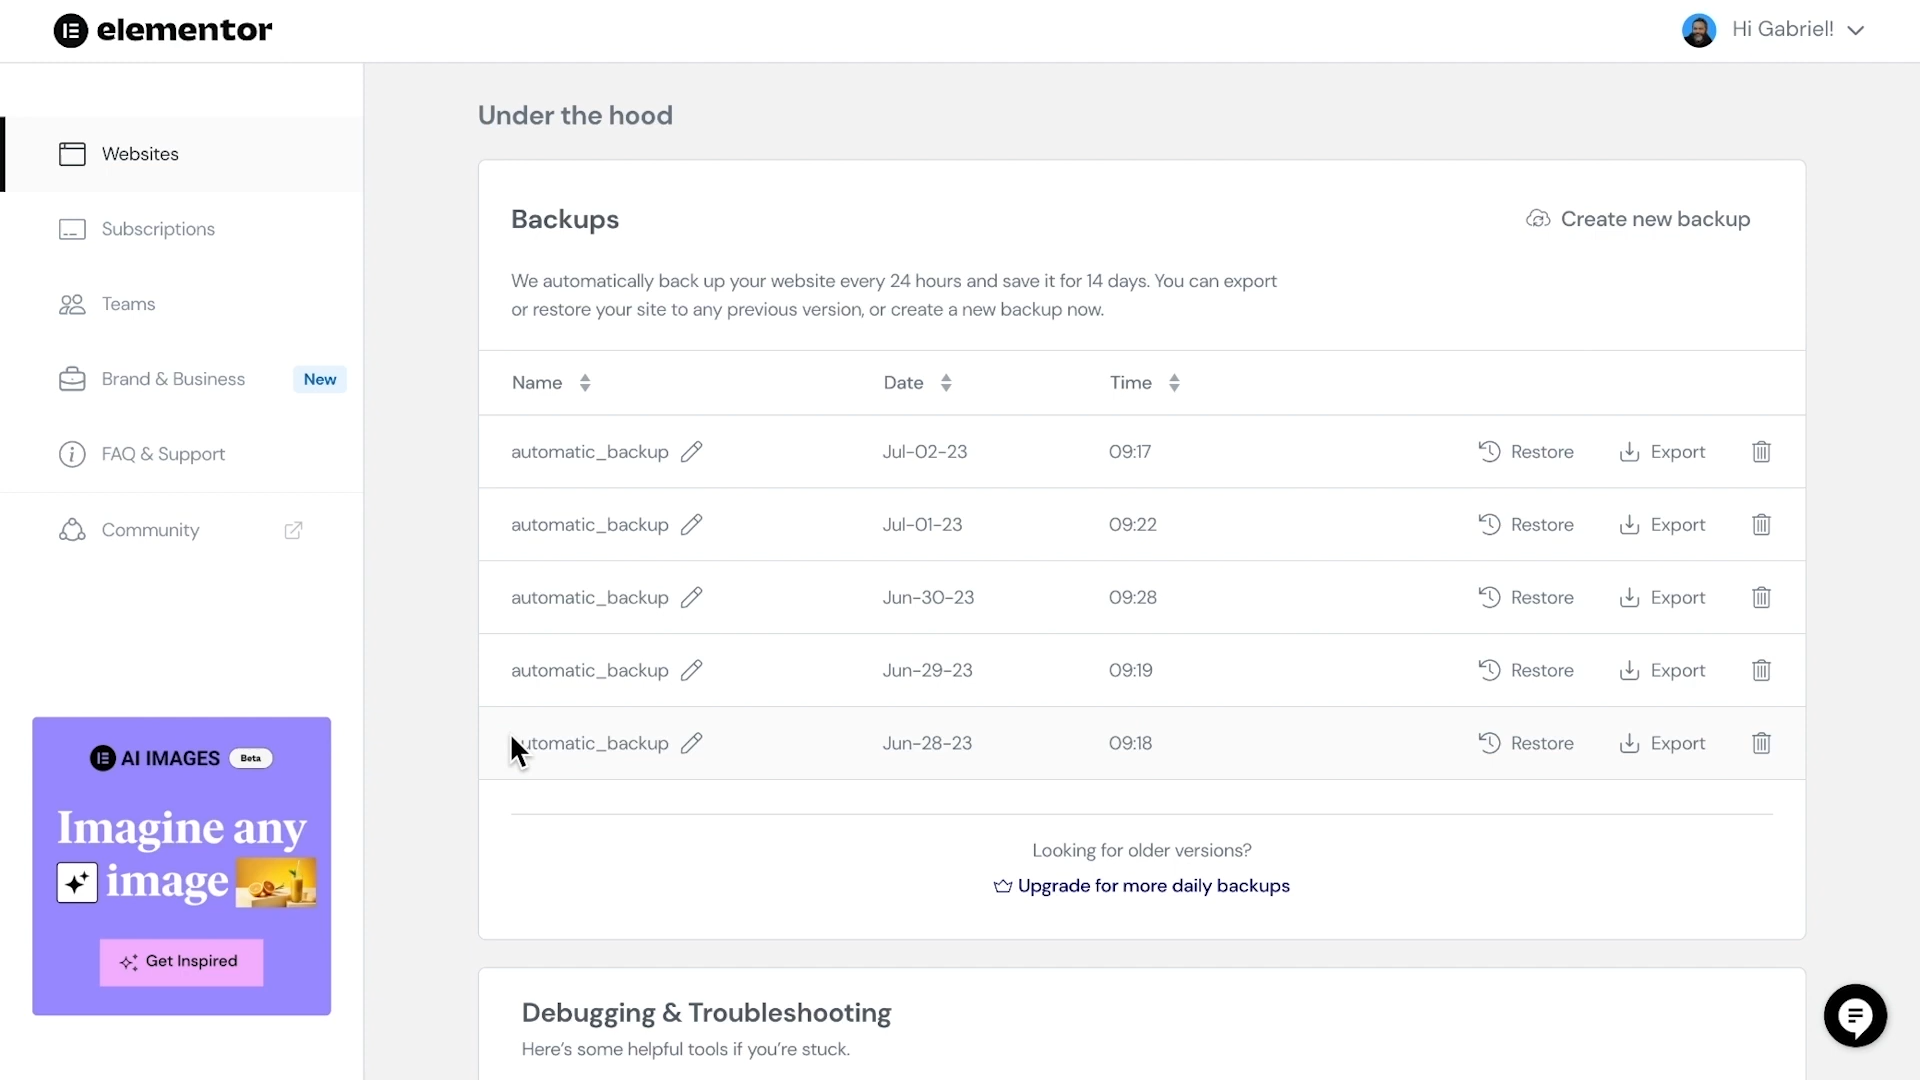 elementor
Hi Gabriel!
Websites
Subscriptions
Teams
Brand & Business New
FAQ & Support
Community
AI IMAGES Beta
Imagine any
image
Get Inspired
Under the hood
Backups
Create new backup
We automatically back up your website every 24 hours and save it for 14 days. You can export
or restore your site to any previous version, or create a new backup now.
Name Date Time
automatic_backup Jul-02-23 09:17 Restore Export
automatic_backup Jul-01-23 09:22 Restore Export
automatic_backup Jun-30-23 09:28 Restore Export
automatic_backup Jun-29-23 09:19 Restore Export
automatic_backup Jun-28-23 09:18 Restore Export
Looking for older versions?
Upgrade for more daily backups
Debugging & Troubleshooting
Here's some helpful tools if you're stuck.